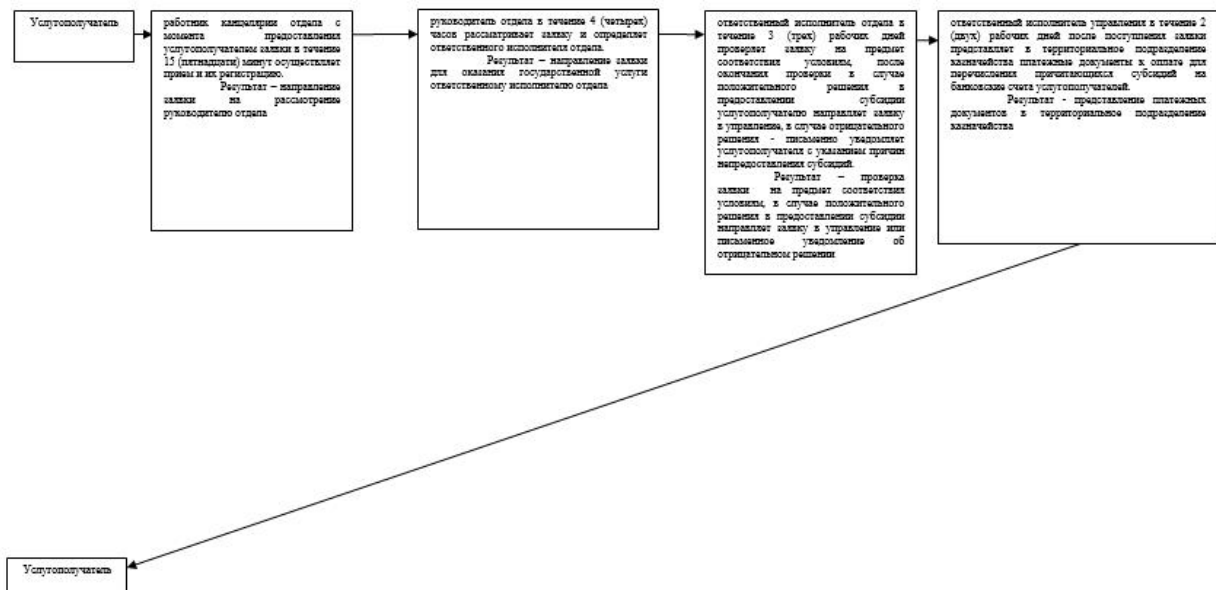 Услугополучатель
работник канцелярии отдела с
момента предоставления
услугополучателем заявки в течение
15 (пятнадцати) минут осуществляет
прием и их регистрацию.
Результат – направление
заявки на рассмотрение
руководителю отдела
руководитель отдела в течение 4 (четырех)
часов рассматривает заявку и определяет
ответственного исполнителя отдела.
Результат – направление заявки
для оказания государственной услуги
ответственному исполнителю отдела
ответственный исполнитель отдела в
течение 3 (трех) рабочих дней
проверяет заявку на предмет
соответствия условиям, после
окончания проверки в случае
положительного решения в
предоставлении субсидии
услугополучателю направляет заявку
в управление, в случае отрицательного
решения - письменно уведомляет
услугополучателя с указанием причин
непредоставления субсидий.
Результат – проверка
заявки на предмет соответствия
условиям, в случае положительного
решения в предоставлении субсидии
направляет заявку в управление или
письменное уведомление об
отрицательном решении
ответственный исполнитель управления в течение 2
(двух) рабочих дней после поступления заявки
представляет в территориальное подразделение
казначейства платежные документы к оплате для
перечисления причитающихся субсидий на
банковские счета услугополучателей.
Результат - представление платежных
документов в территориальное подразделение
казначейства
Услугополучатель